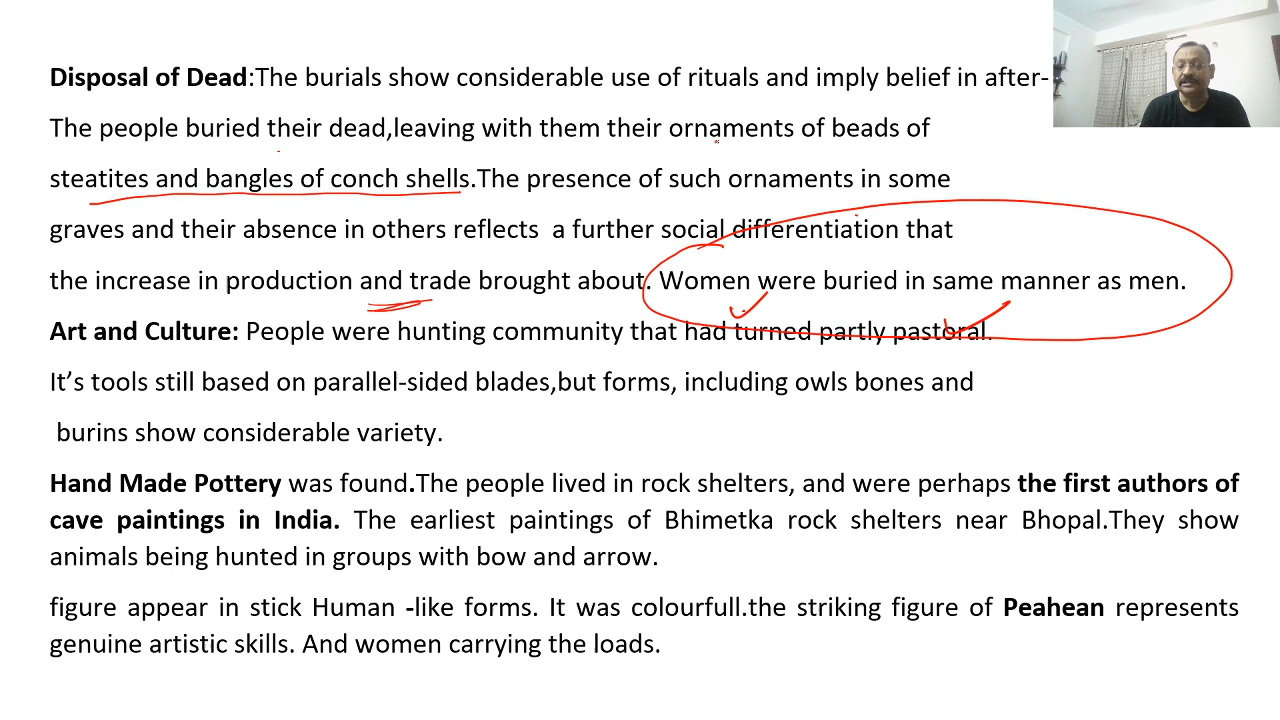 Disposal of Dead:The burials show considerable use of rituals and imply belief in after-
The people buried their dead,leaving with them their ornaments of beads of
steatites and bangles of conch shells.The presence of such ornaments in some
graves and their absence in others reflects a further social differentiation that
the increase in production and trade brought about. Women were buried in same manner as men.
Art and Culture: People were hunting community that had turned partly pastoral.
It’s tools still based on parallel-sided blades,but forms, including owls bones and
burins show considerable variety.
Hand Made Pottery was found.The people lived in rock shelters, and were perhaps the first authors of
cave paintings in India. The earliest paintings of Bhimetka rock shelters near Bhopal.They show
animals being hunted in groups with bow and arrow.
figure appear in stick Human -like forms. It was colourfull.the striking figure of Peahean represents
genuine artistic skills. And women carrying the loads.